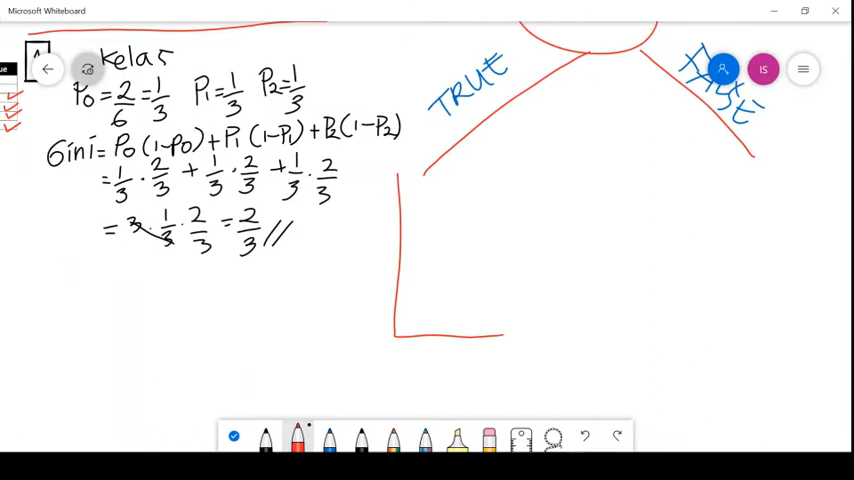 Microsoft Whiteboard
A
Kelas
P0 = 2/6 = 1/3 P1 = 1/3 P2 = 1/3
Gini = P0 (1-P0) + P1 (1-P1) + P2 (1-P2)
= 1/3 . 2/3 + 1/3 . 2/3 + 1/3 . 2/3
= 3 . 1/3 . 2/3 = 2/3 //
TRUE
IS